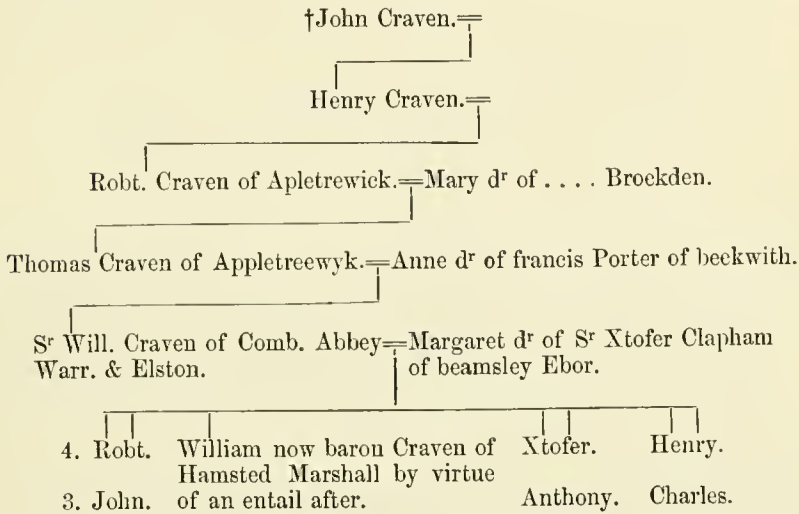 †John Craven.=
Henry Craven.=
Robt. Craven of Apletrewick.=Mary dʳ of .... Brockden.
Thomas Craven of Appletreewyk.=Anne dʳ of francis Porter of beckwith.
Sʳ Will. Craven of Comb. Abbey=Margaret dʳ of Sʳ Xtofer Clapham
Warr. & Elston. of beamsley Ebor.
4. Robt. William now baron Craven of Xtofer. Henry.
Hamsted Marshall by virtue
3. John. of an entail after. Anthony. Charles.